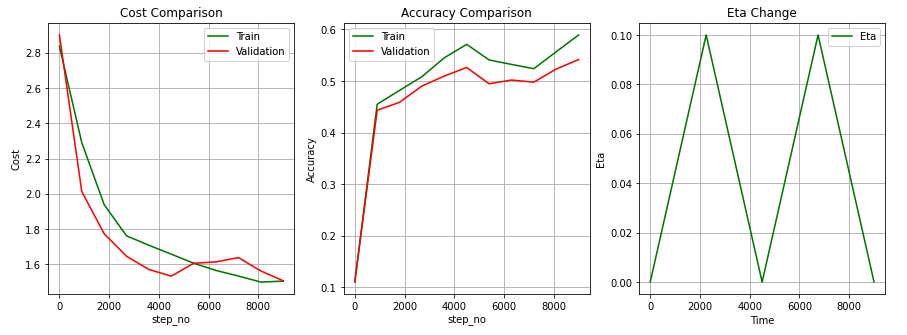 Cost Comparison
Train
Validation
2.8
2.6
2.4
2.2
2.0
1.8
1.6
Cost
0 2000 4000 6000 8000
step_no
Accuracy Comparison
Train
Validation
0.6
0.5
0.4
0.3
0.2
0.1
Accuracy
0 2000 4000 6000 8000
step_no
Eta Change
Eta
0.10
0.08
0.06
0.04
0.02
0.00
Eta
0 2000 4000 6000 8000
Time